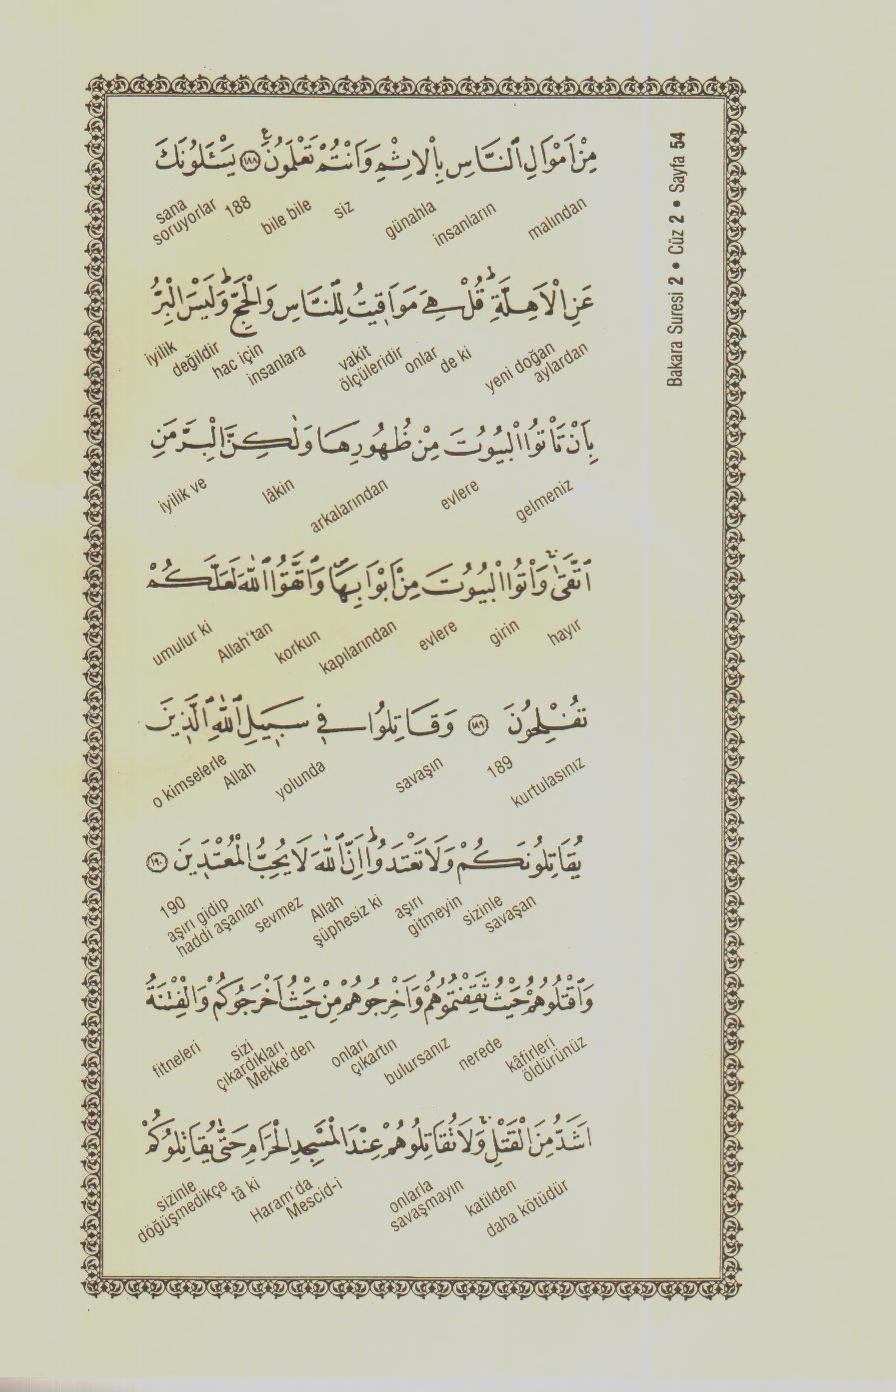 Bakara Suresi 2 • Cüz 2 • Sayfa 54
مِنْ اَمْوَالِ النَّاسِ بِالْاِثْمِ وَاَنْتُمْ تَعْلَمُونَ ﴿١٨٨﴾ يَسْـَٔلُونَكَ
malından insanların günahla siz bile bile 188 sana soruyorlar
عَنِ الْاَهِلَّةِ قُلْ هِيَ مَوَاقِيتُ لِلنَّاسِ وَالْحَجِّ وَلَيْسَ الْبِرُّ
yeni doğan aylardan de ki onlar vakit ölçüleridir insanlara hac için değildir iyilik
بِاَنْ تَاْتُوا الْبُيُوتَ مِنْ ظُهُورِهَا وَلٰكِنَّ الْبِرَّ مَنِ
gelmeniz evlere arkalarından lâkin iyilik ve
اتَّقٰى وَاْتُوا الْبُيُوتَ مِنْ اَبْوَابِهَا وَاتَّقُوا اللّٰهَ لَعَلَّكُمْ
hayır girin evlere kapılarından korkun Allah'tan umulur ki
تُفْلِحُونَ ﴿١٨٩﴾ وَقَاتِلُوا فِي سَبِيلِ اللّٰهِ الَّذِينَ
kurtulasınız 189 savaşın yolunda Allah o kimselerle
يُقَاتِلُونَكُمْ وَلَا تَعْتَدُوا اِنَّ اللّٰهَ لَا يُحِبُّ الْمُعْتَدِينَ ﴿١٩٠﴾
sizinle savaşan aşırı gitmeyin şüphesiz ki Allah sevmez aşırı gidip haddi aşanları 190
وَاقْتُلُوهُمْ حَيْثُ ثَقِفْتُمُوهُمْ وَاَخْرِجُوهُمْ مِنْ حَيْثُ اَخْرَجُوكُمْ وَالْفِتْنَةُ
kâfirleri öldürünüz nerede bulursanız onları çıkartın Mekke'den sizi çıkardıkları fitneleri
اَشَدُّ مِنَ الْقَتْلِ وَلَا تُقَاتِلُوهُمْ عِنْدَ الْمَسْجِدِ الْحَرَامِ حَتّٰى يُقَاتِلُوكُمْ
daha kötüdür katilden onlarla savaşmayın Mescid-i Haram'da tâ ki sizinle döğüşmedikçe